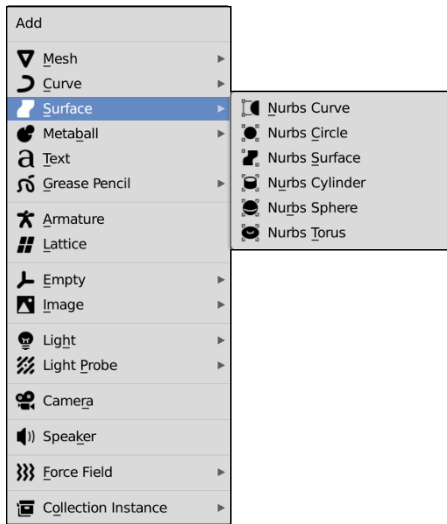 Add
Mesh
Curve
Surface
Metaball
Text
Grease Pencil
Armature
Lattice
Empty
Image
Light
Light Probe
Camera
Speaker
Force Field
Collection Instance
Nurbs Curve
Nurbs Circle
Nurbs Surface
Nurbs Cylinder
Nurbs Sphere
Nurbs Torus